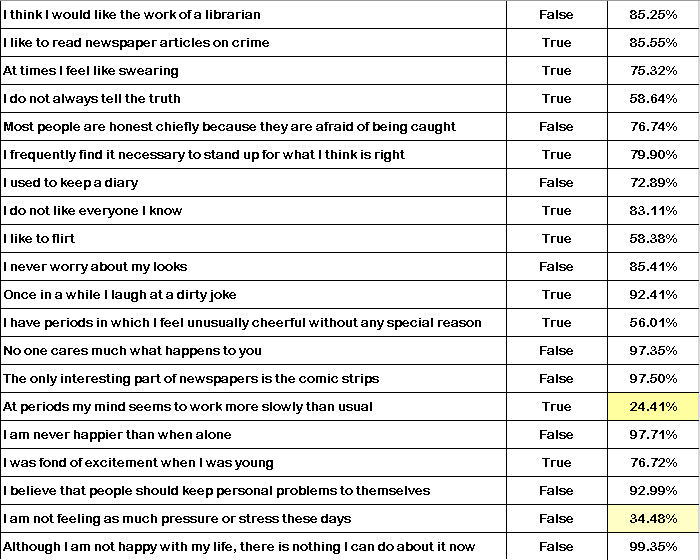 I think I would like the work of a librarian False 85.25%
I like to read newspaper articles on crime True 85.55%
At times I feel like swearing True 75.32%
I do not always tell the truth True 58.64%
Most people are honest chiefly because they are afraid of being caught False 76.74%
I frequently find it necessary to stand up for what I think is right True 79.90%
I used to keep a diary False 72.89%
I do not like everyone I know True 83.11%
I like to flirt True 58.38%
I never worry about my looks False 85.41%
Once in a while I laugh at a dirty joke True 92.41%
I have periods in which I feel unusually cheerful without any special reason True 56.01%
No one cares much what happens to you False 97.35%
The only interesting part of newspapers is the comic strips False 97.50%
At periods my mind seems to work more slowly than usual True 24.41%
I am never happier than when alone False 97.71%
I was fond of excitement when I was young True 76.72%
I believe that people should keep personal problems to themselves False 92.99%
I am not feeling as much pressure or stress these days False 34.48%
Although I am not happy with my life, there is nothing I can do about it now False 99.35%